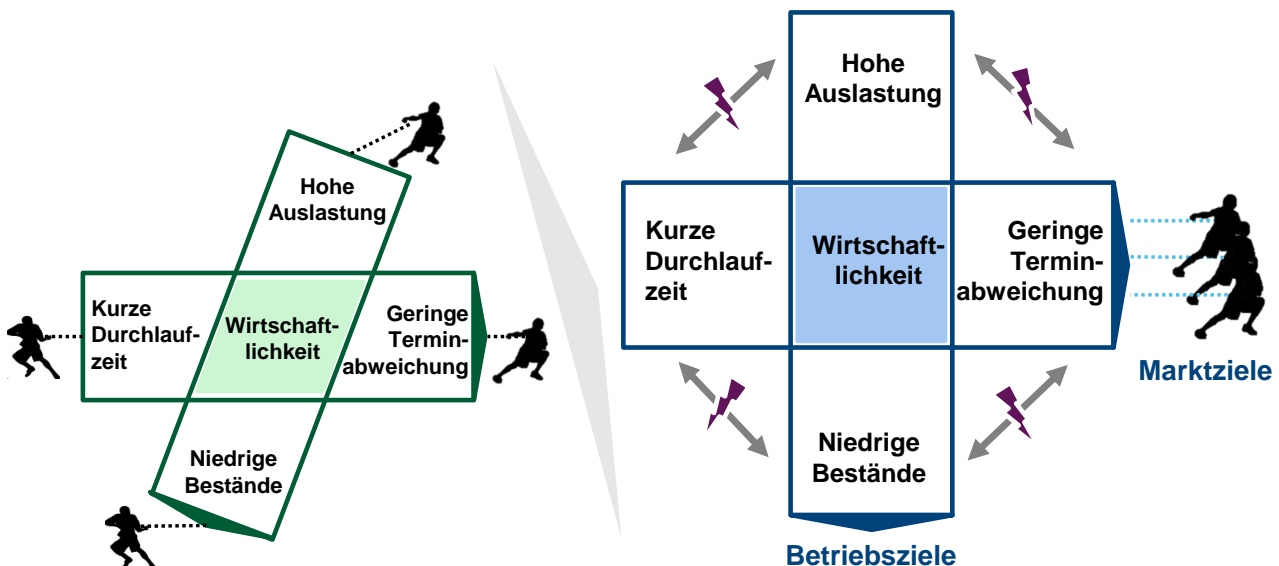 Hohe
Auslastung
Kurze
Durchlauf-
zeit
Wirtschaft-
lichkeit
Geringe
Termin-
abweichung
Niedrige
Bestände
Hohe
Auslastung
Kurze
Durchlauf-
zeit
Wirtschaft-
lichkeit
Geringe
Termin-
abweichung
Marktziele
Niedrige
Bestände
Betriebsziele